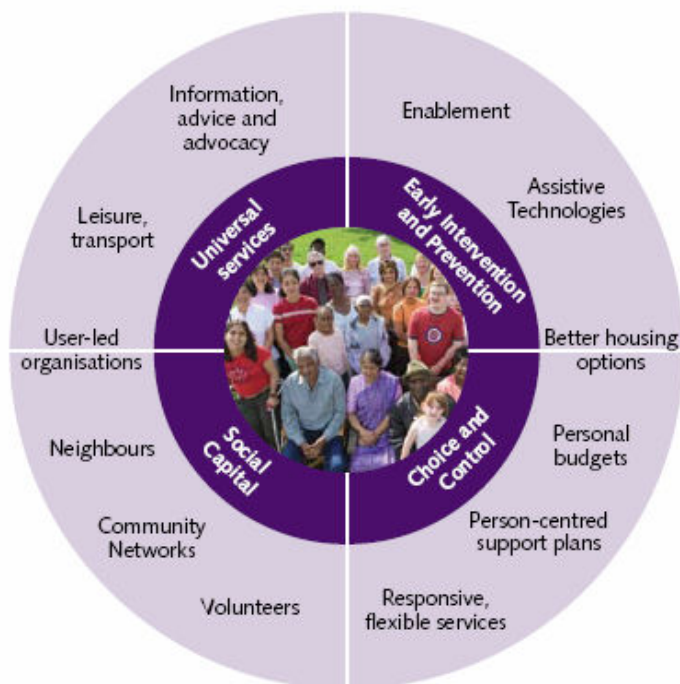 Information,
advice and
advocacy
Leisure,
transport
User-led
organisations
Universal
services
Enablement
Assistive
Technologies
Better housing
options
Early Intervention
and Prevention
Neighbours
Community
Networks
Volunteers
Social
Capital
Personal
budgets
Person-centred
support plans
Responsive,
flexible services
Choice and
Control